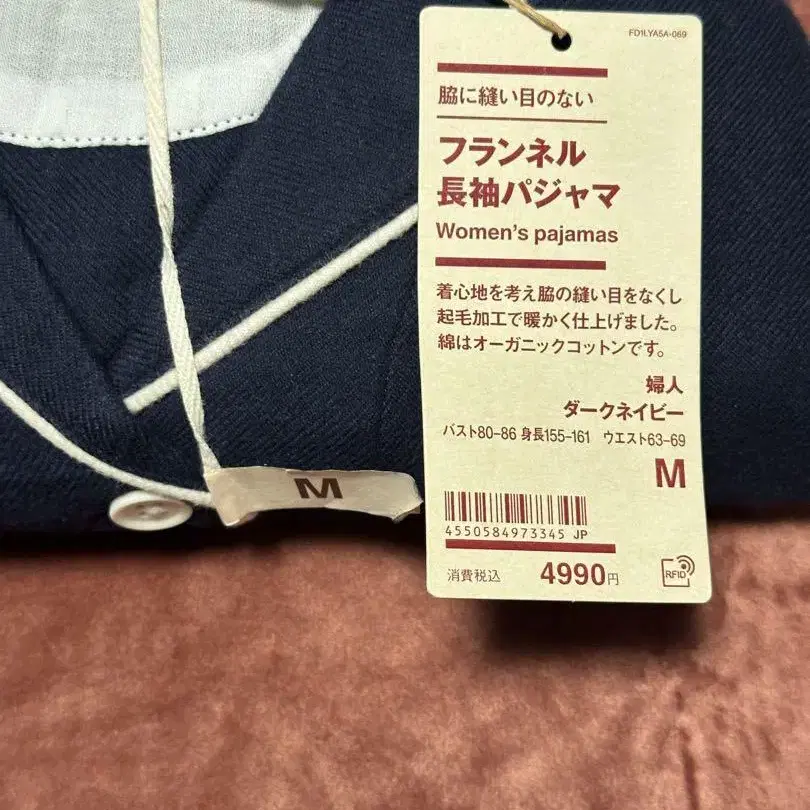 FD1LYA5A-069
脇に縫い目のない
フランネル
長袖パジャマ
Women's pajamas
着心地を考え脇の縫い目をなくし
起毛加工で暖かく仕上げました。
綿はオーガニックコットンです。
婦人
ダークネイビー
バスト80-86 身長155-161 ウエスト63-69
M
4550584973345 JP
消費税込 4990円
RFID
M